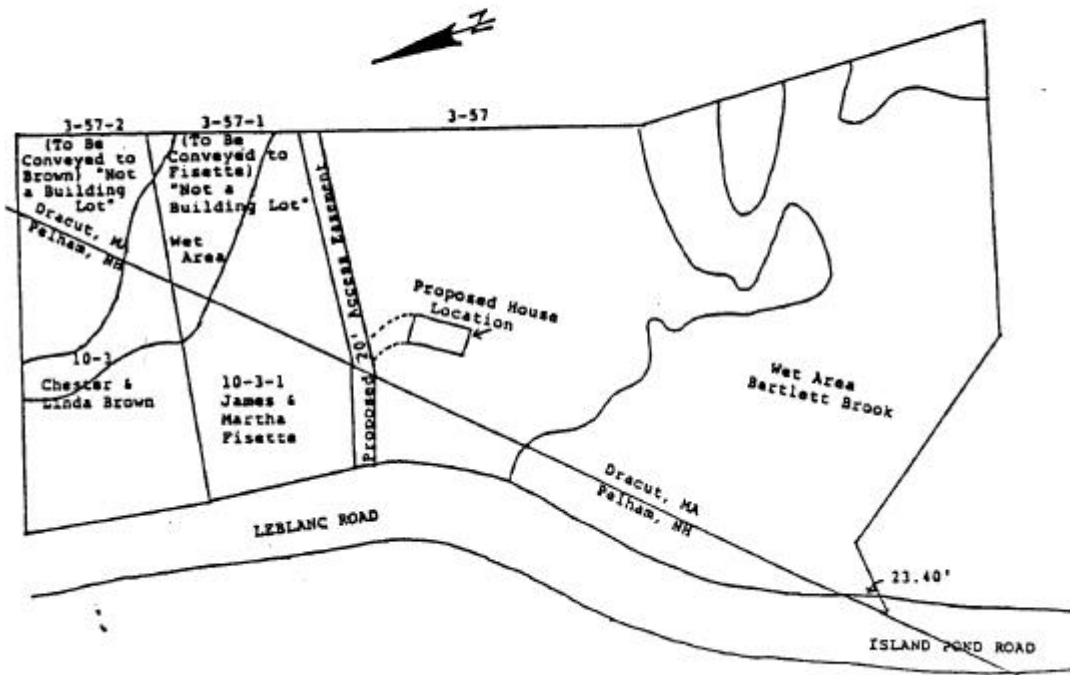 N
3-57-2
(To Be
Conveyed to
Brown) "Not
a Building
Lot"
3-57-1
(To Be
Conveyed to
Fisette)
"Not a
Building Lot"
3-57
Dracut, MA
Pelham, NH
Wet
Area
Proposed 20' Access Easement
Proposed House
Location
10-3
Chester &
Linda Brown
10-3-1
James &
Martha
Fisette
Wet Area
Bartlett Brook
Dracut, MA
Pelham, NH
LEBLANC ROAD
23.40'
ISLAND POND ROAD